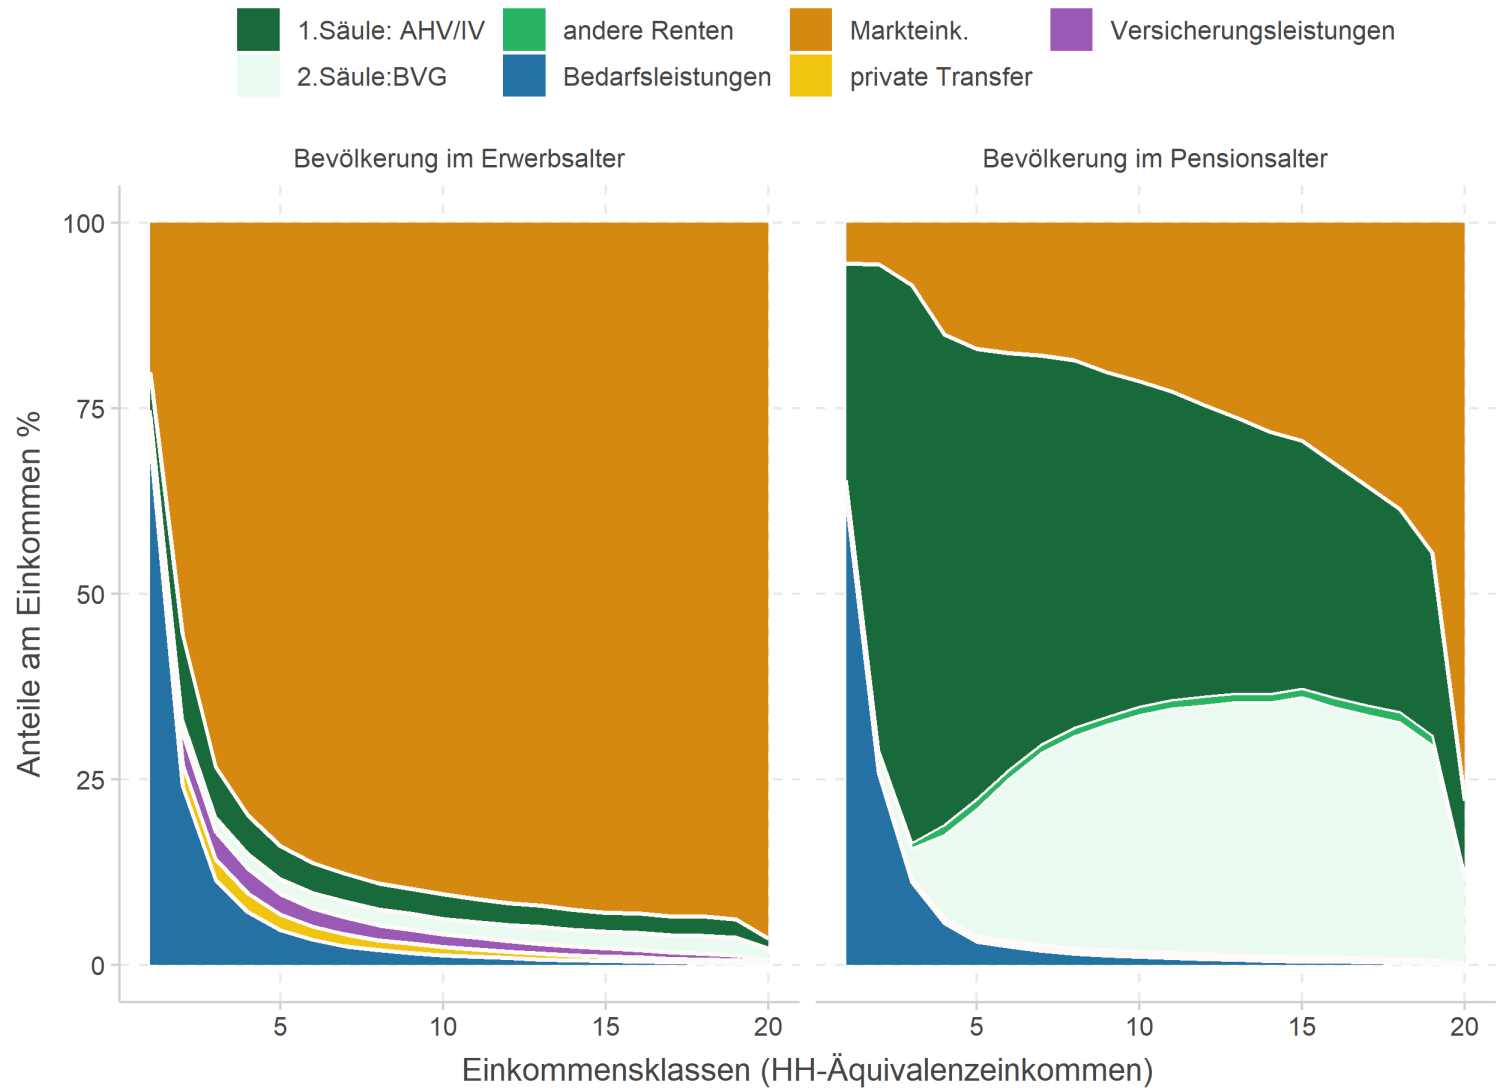 1.Säule: AHV/IV andere Renten Markteink. Versicherungsleistungen
2.Säule:BVG Bedarfsleistungen private Transfer
Bevölkerung im Erwerbsalter Bevölkerung im Pensionsalter
Anteile am Einkommen %
100
75
50
25
0
5 10 15 20 5 10 15 20
Einkommensklassen (HH-Äquivalenzeinkommen)